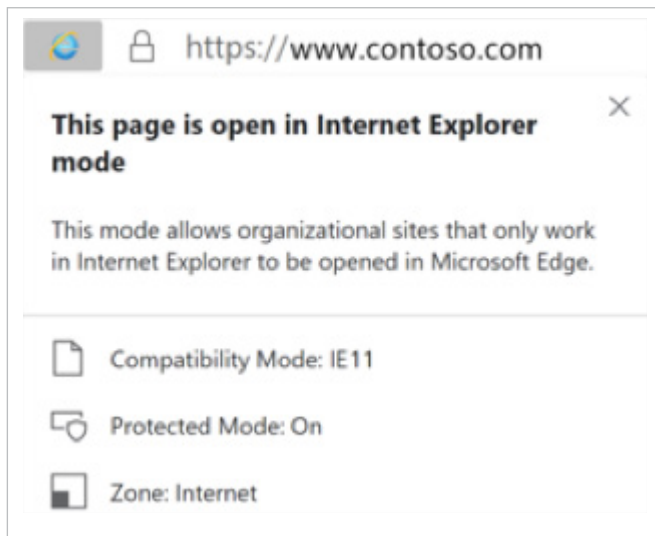 https://www.contoso.com
This page is open in Internet Explorer
mode
This mode allows organizational sites that only work
in Internet Explorer to be opened in Microsoft Edge.
Compatibility Mode: IE11
Protected Mode: On
Zone: Internet